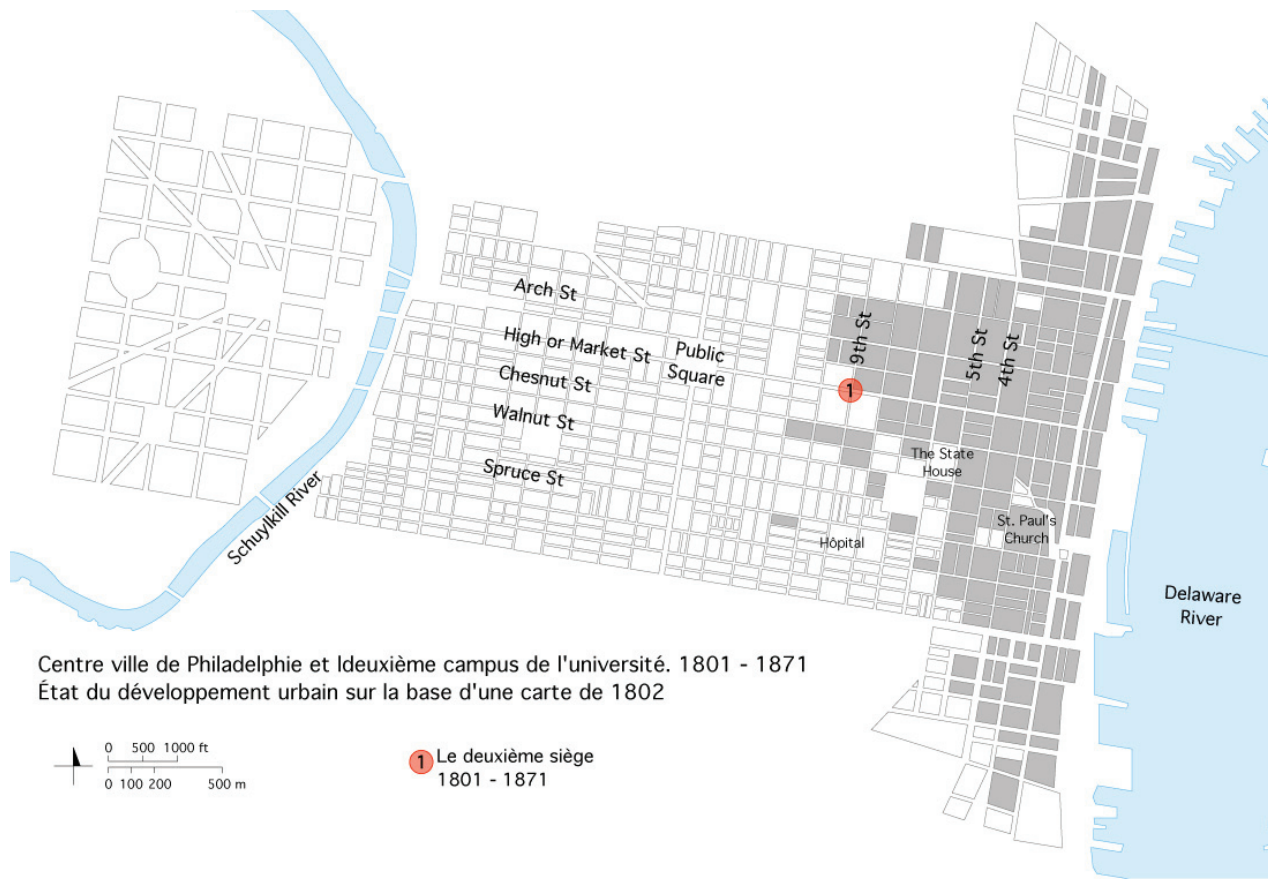 Arch St
High or Market St
Chesnut St
Walnut St
Spruce St
Public
Square
9th St
5th St
4th St
1
The State
House
St. Paul's
Church
Hôpital
Schuylkill River
Delaware
River
Centre ville de Philadelphie et ldeuxième campus de l'université. 1801 - 1871
État du développement urbain sur la base d'une carte de 1802
0 500 1000 ft
0 100 200 500 m
1 Le deuxième siège
1801 - 1871